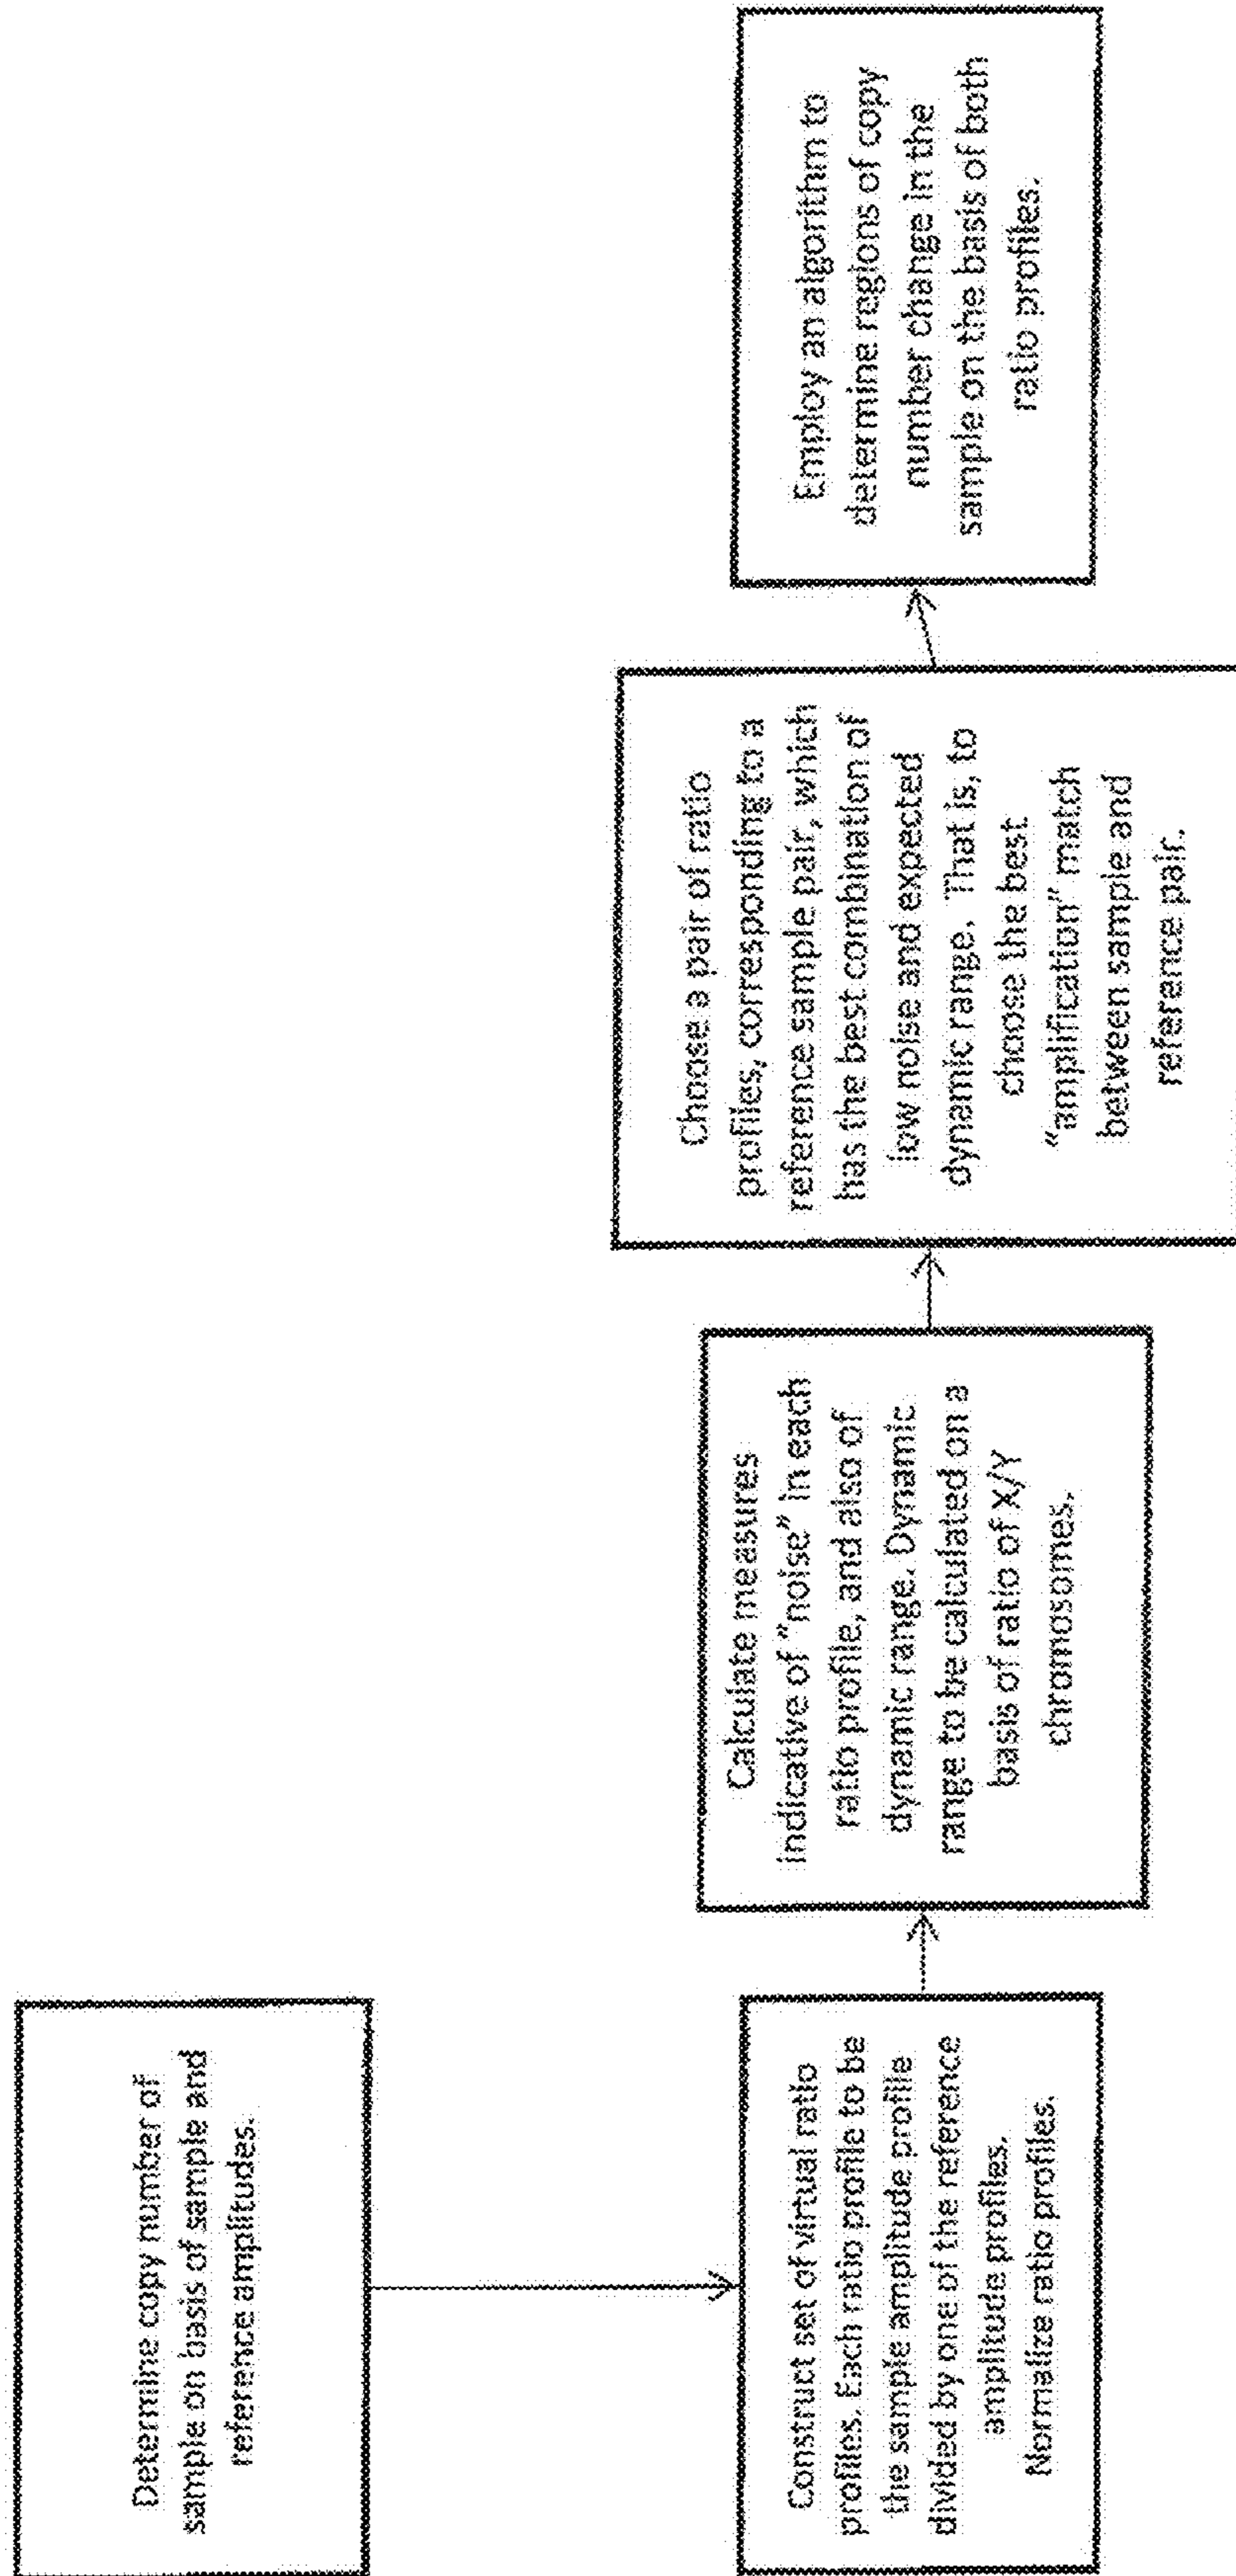 Determine copy number of
sample on basis of sample and
reference amplitudes.
Construct set of virtual ratio
profiles. Each ratio profile to be
the sample amplitude profile
divided by one of the reference
amplitude profiles.
Normalize ratio profiles.
Calculate measures
indicative of "noise" in each
ratio profile, and also of
dynamic range. Dynamic
range to be calculated on a
basis of ratio of X/Y
chromosomes.
Choose a pair of ratio
profiles, corresponding to a
reference sample pair, which
has the best combination of
low noise and expected
dynamic range. That is, to
choose the best
“amplification” match
between sample and
reference pair.
Employ an algorithm to
determine regions of copy
number change in the
sample on the basis of both
ratio profiles.